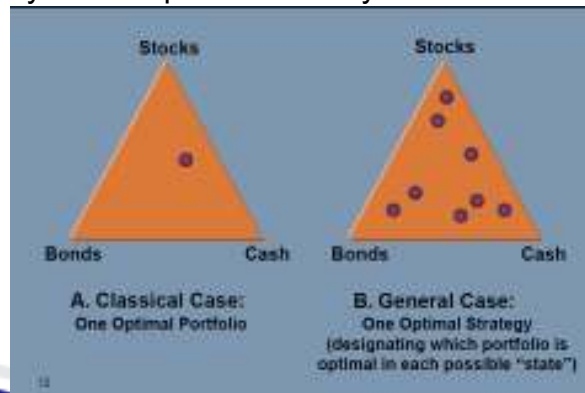 Stocks
Stocks
Bonds
Cash
Bonds
Cash
A. Classical Case:
One Optimal Portfolio
B. General Case:
One Optimal Strategy
(designating which portfolio is
optimal in each possible "state")